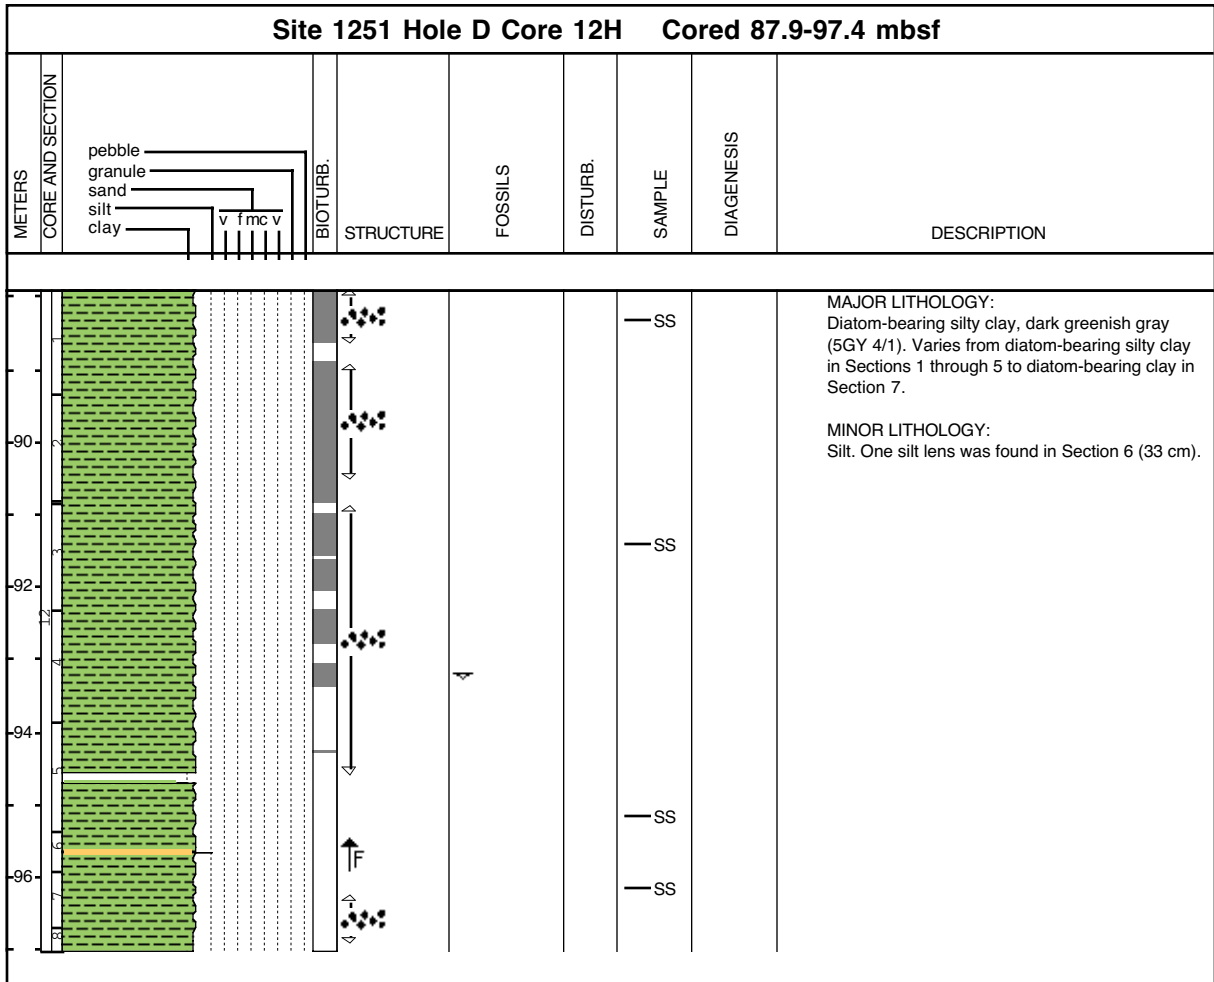 Site 1251 Hole D Core 12H Cored 87.9-97.4 mbsf
METERS
CORE AND SECTION
pebble
granule
sand
silt
clay
v f mc v
BIOTURB.
STRUCTURE
FOSSILS
DISTURB.
SAMPLE
DIAGENESIS
DESCRIPTION
MAJOR LITHOLOGY:
Diatom-bearing silty clay, dark greenish gray
(5GY 4/1). Varies from diatom-bearing silty clay
in Sections 1 through 5 to diatom-bearing clay in
Section 7.
MINOR LITHOLOGY:
Silt. One silt lens was found in Section 6 (33 cm).
90
92
94
96
12
1
2
3
4
5
6
7
8
SS
SS
SS
SS
F